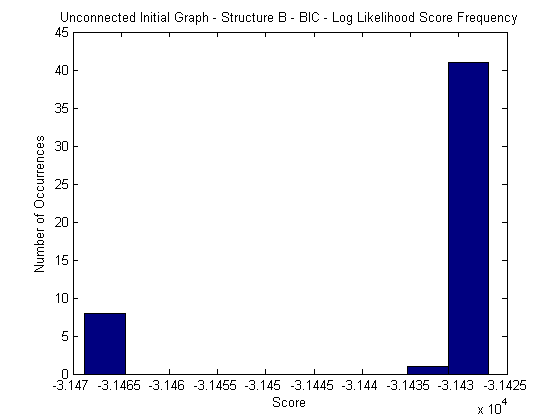 Unconnected Initial Graph - Structure B - BIC - Log Likelihood Score Frequency
45
40
35
30
25
20
15
10
5
0
Number of Occurrences
-3.147 -3.1465 -3.146 -3.1455 -3.145 -3.1445 -3.144 -3.1435 -3.143 -3.1425
Score
x 10^4